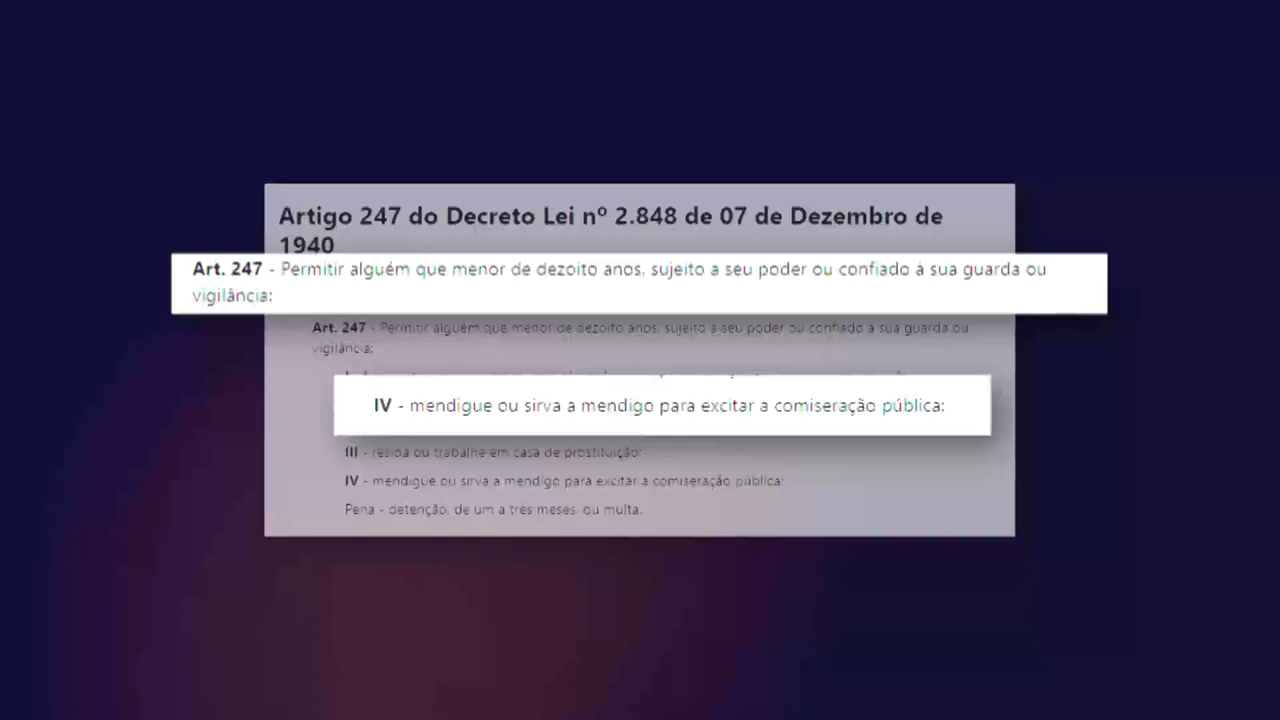 Artigo 247 do Decreto Lei nº 2.848 de 07 de Dezembro de
1940
Art. 247 - Permitir alguém que menor de dezoito anos, sujeito a seu poder ou confiado à sua guarda ou
vigilância:
Art. 247 - Permitir alguém que menor de dezoito anos, sujeito a seu poder ou confiado à sua guarda ou
vigilância:
IV - mendigue ou sirva a mendigo para excitar a comiseração pública:
III - resida ou trabalhe em casa de prostituição;
IV - mendigue ou sirva a mendigo para excitar a comiseração pública:
Pena - detenção, de um a três meses, ou multa.